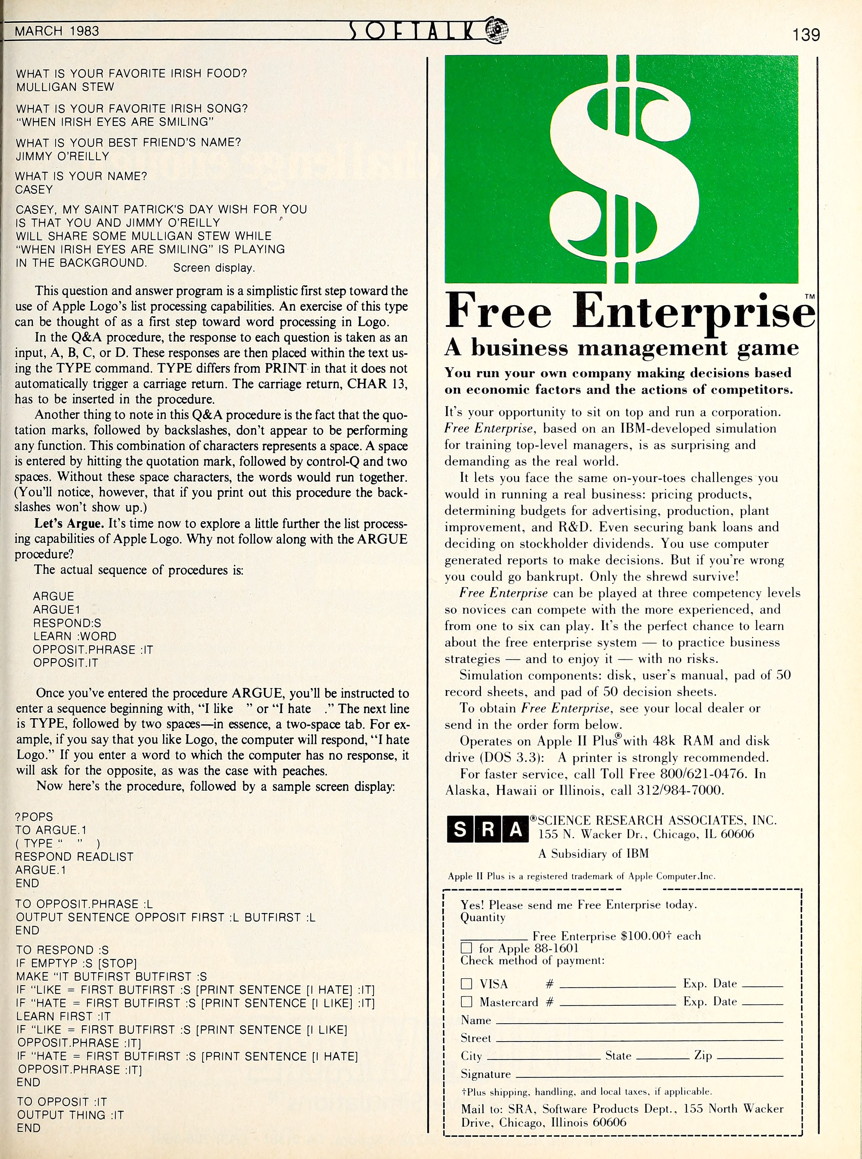 MARCH 1983
SOFTALK
139
WHAT IS YOUR FAVORITE IRISH FOOD?
MULLIGAN STEW
WHAT IS YOUR FAVORITE IRISH SONG?
"WHEN IRISH EYES ARE SMILING"
WHAT IS YOUR BEST FRIEND'S NAME?
JIMMY O'REILLY
WHAT IS YOUR NAME?
CASEY
CASEY, MY SAINT PATRICK'S DAY WISH FOR YOU
IS THAT YOU AND JIMMY O'REILLY
WILL SHARE SOME MULLIGAN STEW WHILE
"WHEN IRISH EYES ARE SMILING" IS PLAYING
IN THE BACKGROUND.
Screen display.
This question and answer program is a simplistic first step toward the
use of Apple Logo's list processing capabilities. An exercise of this type
can be thought of as a first step toward word processing in Logo.
In the Q&A procedure, the response to each question is taken as an
input, A, B, C, or D. These responses are then placed within the text us-
ing the TYPE command. TYPE differs from PRINT in that it does not
automatically trigger a carriage return. The carriage return, CHAR 13,
has to be inserted in the procedure.
Another thing to note in this Q&A procedure is the fact that the quo-
tation marks, followed by backslashes, don't appear to be performing
any function. This combination of characters represents a space. A space
is entered by hitting the quotation mark, followed by control-Q and two
spaces. Without these space characters, the words would run together.
(You'll notice, however, that if you print out this procedure the back-
slashes won't show up.)
Let's Argue. It's time now to explore a little further the list process-
ing capabilities of Apple Logo. Why not follow along with the ARGUE
procedure?
The actual sequence of procedures is:
ARGUE
ARGUE1
RESPOND:S
LEARN :WORD
OPPOSIT.PHRASE :IT
OPPOSIT.IT
Once you've entered the procedure ARGUE, you'll be instructed to
enter a sequence beginning with, "I like   " or "I hate   ." The next line
is TYPE, followed by two spaces—in essence, a two-space tab. For ex-
ample, if you say that you like Logo, the computer will respond, "I hate
Logo." If you enter a word to which the computer has no response, it
will ask for the opposite, as was the case with peaches.
Now here's the procedure, followed by a sample screen display:
?POPS
TO ARGUE.1
( TYPE "   "   )
RESPOND READLIST
ARGUE.1
END
TO OPPOSIT.PHRASE :L
OUTPUT SENTENCE OPPOSIT FIRST :L BUTFIRST :L
END
TO RESPOND :S
IF EMPTYP :S [STOP]
MAKE "IT BUTFIRST BUTFIRST :S
IF "LIKE = FIRST BUTFIRST :S [PRINT SENTENCE [I HATE] :IT]
IF "HATE = FIRST BUTFIRST :S [PRINT SENTENCE [I LIKE] :IT]
LEARN FIRST :IT
IF "LIKE = FIRST BUTFIRST :S [PRINT SENTENCE [I LIKE]
OPPOSIT.PHRASE :IT]
IF "HATE = FIRST BUTFIRST :S [PRINT SENTENCE [I HATE]
OPPOSIT.PHRASE :IT]
END
TO OPPOSIT :IT
OUTPUT THING :IT
END
$
Free Enterprise™
A business management game
You run your own company making decisions based
on economic factors and the actions of competitors.
It's your opportunity to sit on top and run a corporation.
Free Enterprise, based on an IBM-developed simulation
for training top-level managers, is as surprising and
demanding as the real world.
It lets you face the same on-your-toes challenges you
would in running a real business: pricing products,
determining budgets for advertising, production, plant
improvement, and R&D. Even securing bank loans and
deciding on stockholder dividends. You use computer
generated reports to make decisions. But if you're wrong
you could go bankrupt. Only the shrewd survive!
Free Enterprise can be played at three competency levels
so novices can compete with the more experienced, and
from one to six can play. It's the perfect chance to learn
about the free enterprise system — to practice business
strategies — and to enjoy it — with no risks.
Simulation components: disk, user's manual, pad of 50
record sheets, and pad of 50 decision sheets.
To obtain Free Enterprise, see your local dealer or
send in the order form below.
Operates on Apple II Plus® with 48k RAM and disk
drive (DOS 3.3): A printer is strongly recommended.
For faster service, call Toll Free 800/621-0476. In
Alaska, Hawaii or Illinois, call 312/984-7000.
SRA ®SCIENCE RESEARCH ASSOCIATES, INC.
155 N. Wacker Dr., Chicago, IL 60606
A Subsidiary of IBM
Apple II Plus is a registered trademark of Apple Computer,Inc.
Yes! Please send me Free Enterprise today.
Quantity
________ Free Enterprise $100.00† each
☐ for Apple 88-1601
Check method of payment:
☐ VISA # ________ Exp. Date ____
☐ Mastercard # ________ Exp. Date ____
Name ________
Street ________
City ________ State ____ Zip ____
Signature ________
†Plus shipping, handling, and local taxes, if applicable.
Mail to: SRA, Software Products Dept., 155 North Wacker
Drive, Chicago, Illinois 60606